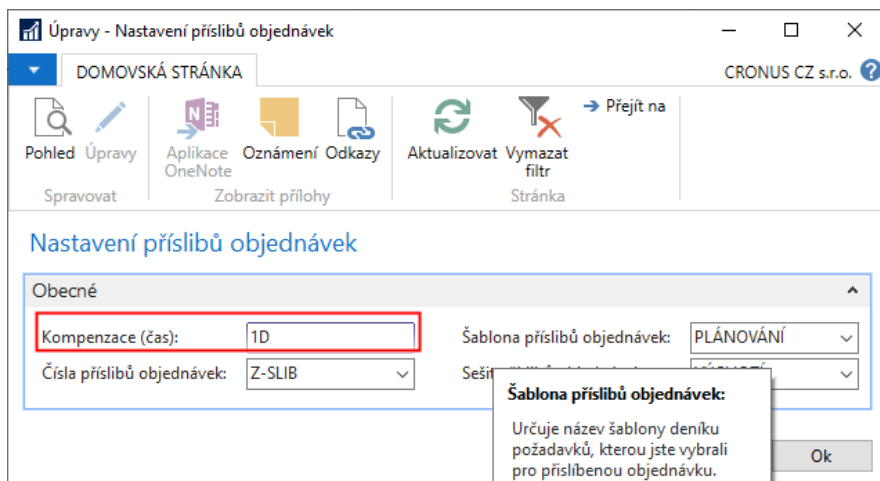 Úpravy - Nastavení příslibů objednávek
DOMOVSKÁ STRÁNKA
CRONUS CZ s.r.o.
Pohled Úpravy
Aplikace OneNote
Oznámení Odkazy
Aktualizovat
Vymazat filtr
Přejít na
Spravovat
Zobrazit přílohy
Stránka
Nastavení příslibů objednávek
Obecné
Kompenzace (čas): 1D
Šablona příslibů objednávek: PLÁNOVÁNÍ
Čísla příslibů objednávek: Z-SLIB
Šablona příslibů objednávek:
Určuje název šablony deníku
požadavků, kterou jste vybrali
pro přislíbenou objednávku.
Ok